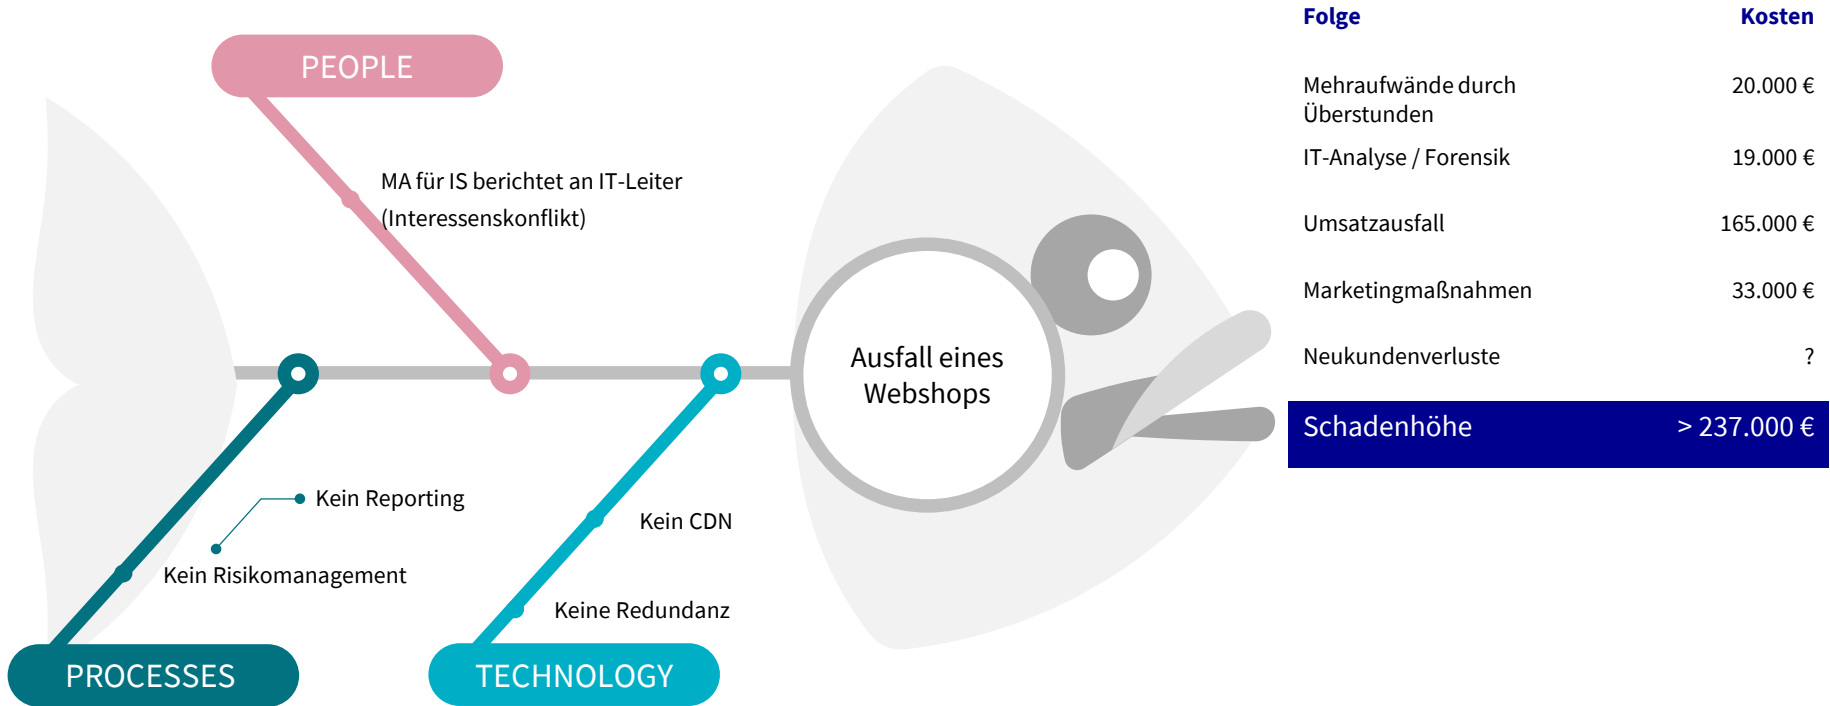 PEOPLE
MA für IS berichtet an IT-Leiter
(Interessenskonflikt)
Ausfall eines
Webshops
Kein Reporting
Kein Risikomanagement
Kein CDN
Keine Redundanz
PROCESSES
TECHNOLOGY
Folge Kosten
Mehraufwände durch 20.000 €
Überstunden
IT-Analyse / Forensik 19.000 €
Umsatzausfall 165.000 €
Marketingmaßnahmen 33.000 €
Neukundenverluste ?
Schadenhöhe > 237.000 €